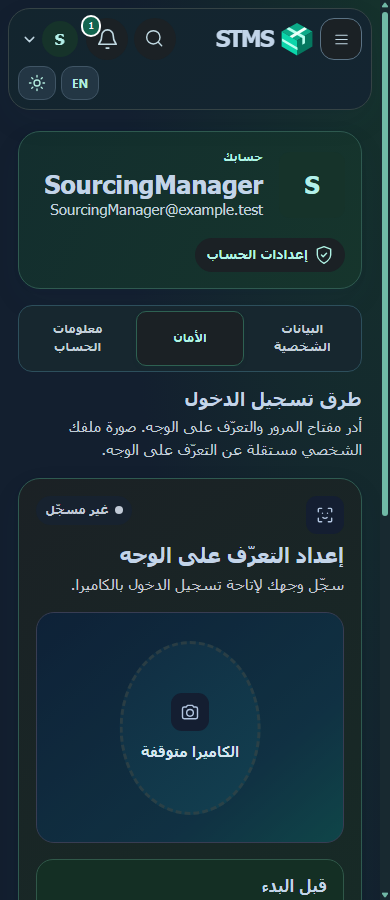 STMS
1
S
EN
حسابك
SourcingManager
S
SourcingManager@example.test
إعدادات الحساب
البيانات الشخصية
الأمان
معلومات الحساب
طرق تسجيل الدخول
أدر مفتاح المرور والتعرّف على الوجه. صورة ملفك
الشخصي مستقلة عن التعرّف على الوجه.
غير مسجّل
إعداد التعرّف على الوجه
سجّل وجهك لإتاحة تسجيل الدخول بالكاميرا.
الكاميرا متوقفة
قبل البدء